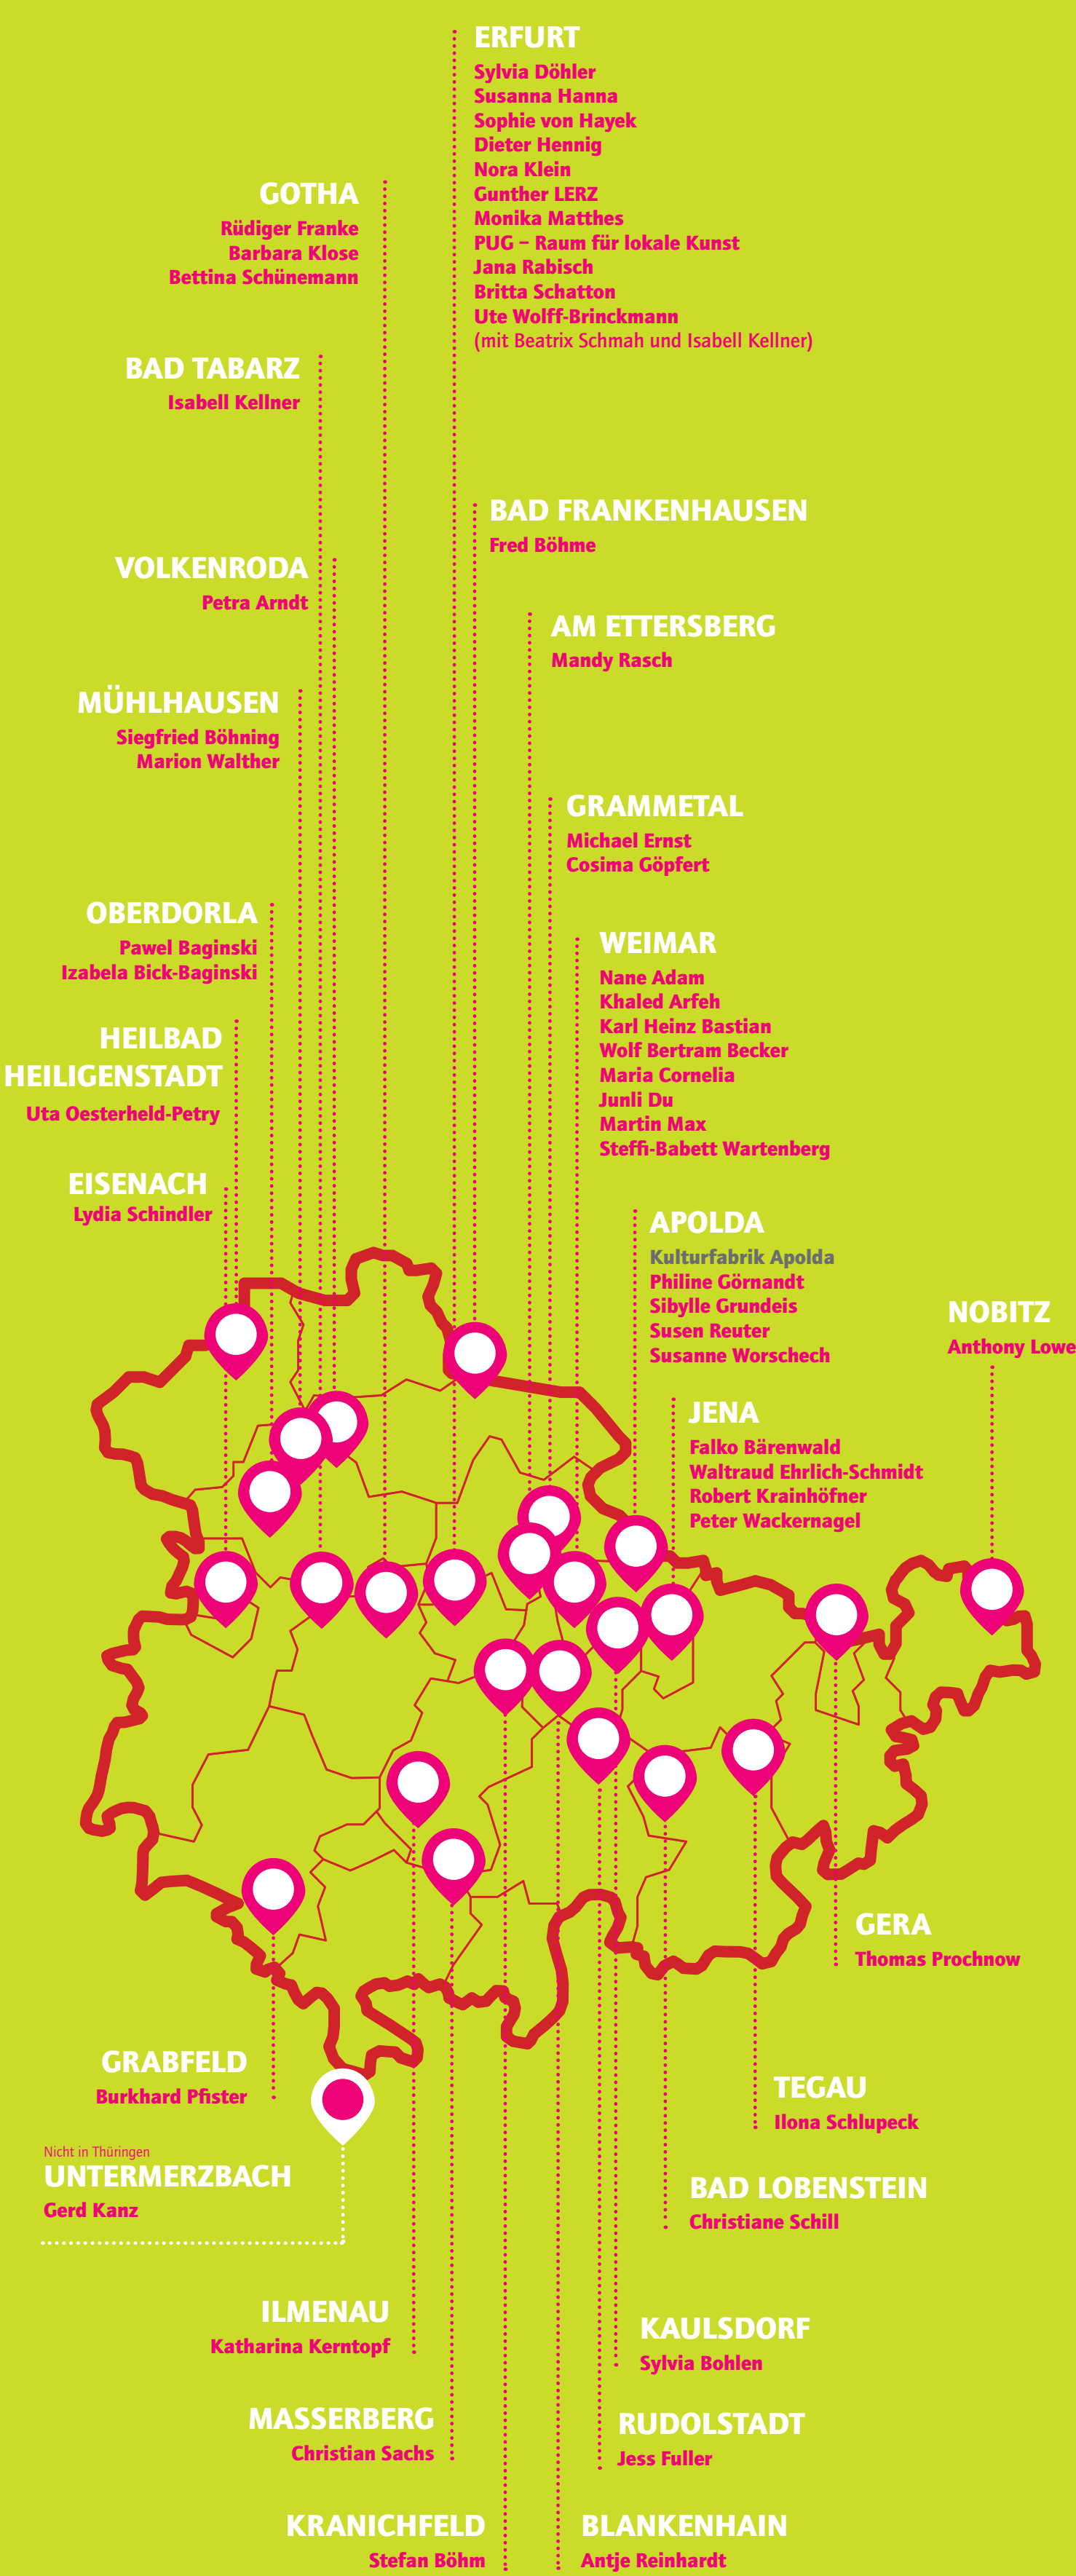 ERFURT
Sylvia Döhler
Susanna Hanna
Sophie von Hayek
Dieter Hennig
Nora Klein
Gunther LERZ
Monika Matthes
PUG – Raum für lokale Kunst
Jana Rabisch
Britta Schatton
Ute Wolff-Brinckmann
(mit Beatrix Schmah und Isabell Kellner)
GOTHA
Rüdiger Franke
Barbara Klose
Bettina Schünemann
BAD TABARZ
Isabell Kellner
BAD FRANKENHAUSEN
Fred Böhme
VOLKENRODA
Petra Arndt
AM ETTERSBERG
Mandy Rasch
MÜHLHAUSEN
Siegfried Böhning
Marion Walther
GRAMMETAL
Michael Ernst
Cosima Göpfert
OBERDORLA
Pawel Baginski
Izabela Bick-Baginski
WEIMAR
Nane Adam
Khaled Arfeh
Karl Heinz Bastian
Wolf Bertram Becker
Maria Cornelia
Junli Du
Martin Max
Steffi-Babett Wartenberg
HEILBAD
HEILIGENSTADT
Uta Oesterheld-Petry
EISENACH
Lydia Schindler
APOLDA
Kulturfabrik Apolda
Philine Görnandt
Sibylle Grundeis
Susen Reuter
Susanne Worschech
NOBITZ
Anthony Lowe
JENA
Falko Bärenwald
Waltraud Ehrlich-Schmidt
Robert Krainhöfner
Peter Wackernagel
GERA
Thomas Prochnow
GRABFELD
Burkhard Pfister
TEGAU
Ilona Schlupeck
Nicht in Thüringen
UNTERMERZBACH
Gerd Kanz
BAD LOBENSTEIN
Christiane Schill
ILMENAU
Katharina Kerntopf
KAULSDORF
Sylvia Bohlen
MASSERBERG
Christian Sachs
RUDOLSTADT
Jess Fuller
KRANICHFELD
Stefan Böhm
BLANKENHAIN
Antje Reinhardt